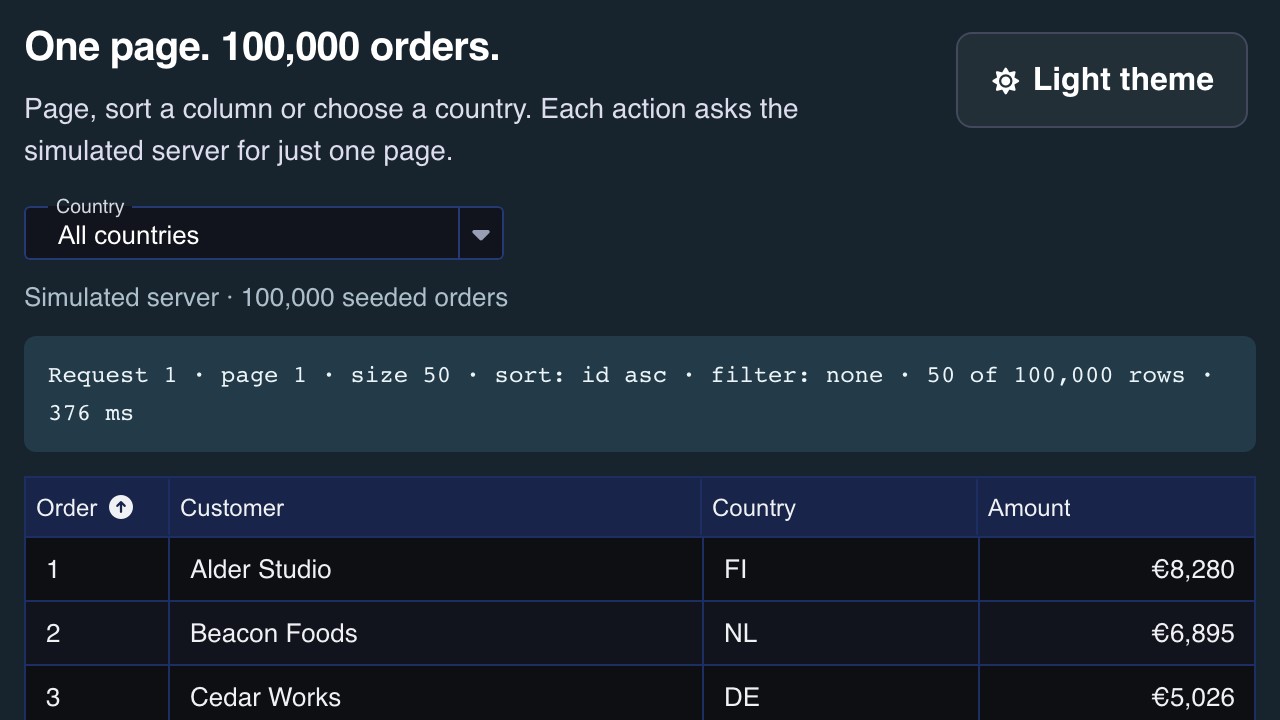 One page. 100,000 orders.
Light theme
Page, sort a column or choose a country. Each action asks the
simulated server for just one page.
Country
All countries
Simulated server · 100,000 seeded orders
Request 1 · page 1 · size 50 · sort: id asc · filter: none · 50 of 100,000 rows ·
376 ms
Order Customer Country Amount
1 Alder Studio FI €8,280
2 Beacon Foods NL €6,895
3 Cedar Works DE €5,026